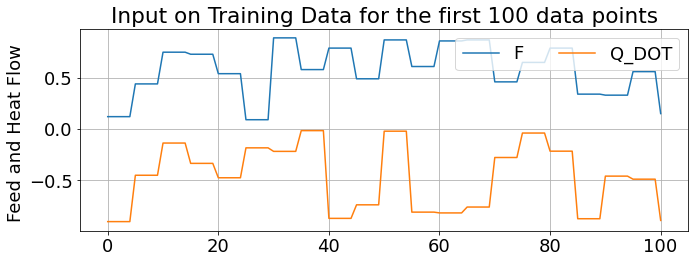 Input on Training Data for the first 100 data points
F Q_DOT
Feed and Heat Flow
0.5
0.0
−0.5
0 20 40 60 80 100